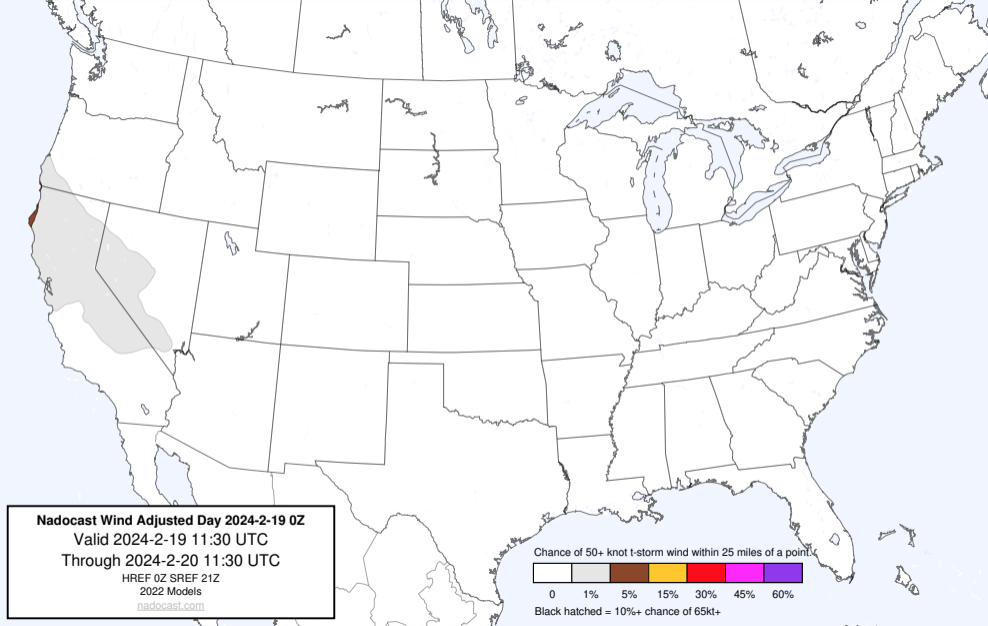 Nadocast Wind Adjusted Day 2024-2-19 0Z
Valid 2024-2-19 11:30 UTC
Through 2024-2-20 11:30 UTC
HREF 0Z SREF 21Z
2022 Models
nadocast.com
Chance of 50+ knot t-storm wind within 25 miles of a point.
0 1% 5% 15% 30% 45% 60%
Black hatched = 10%+ chance of 65kt+